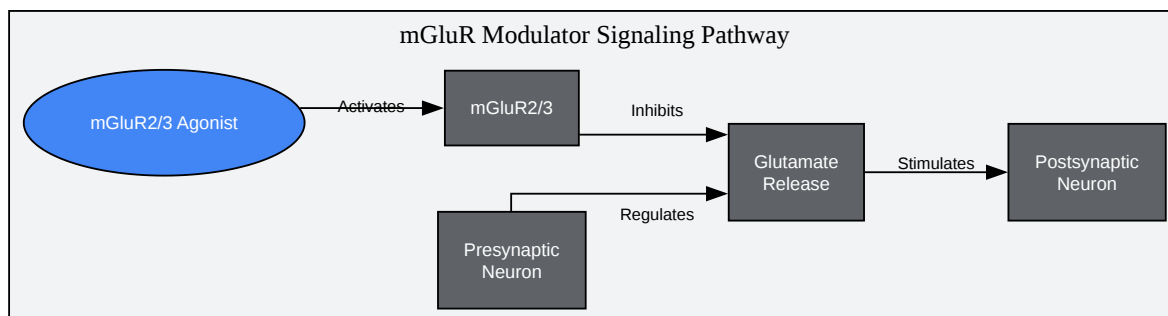 mGluR Modulator Signaling Pathway
mGluR2/3 Agonist
Activates
mGluR2/3
Inhibits
Glutamate
Release
Stimulates
Postsynaptic
Neuron
Regulates
Presynaptic
Neuron